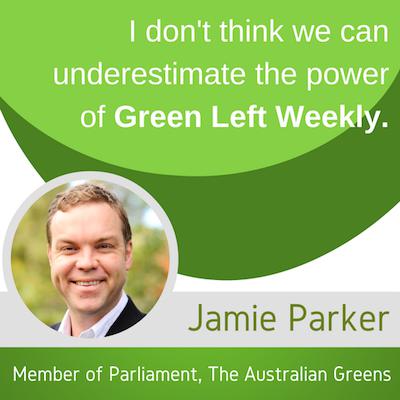 I don't think we can
underestimate the power
of Green Left Weekly.
Jamie Parker
Member of Parliament, The Australian Greens